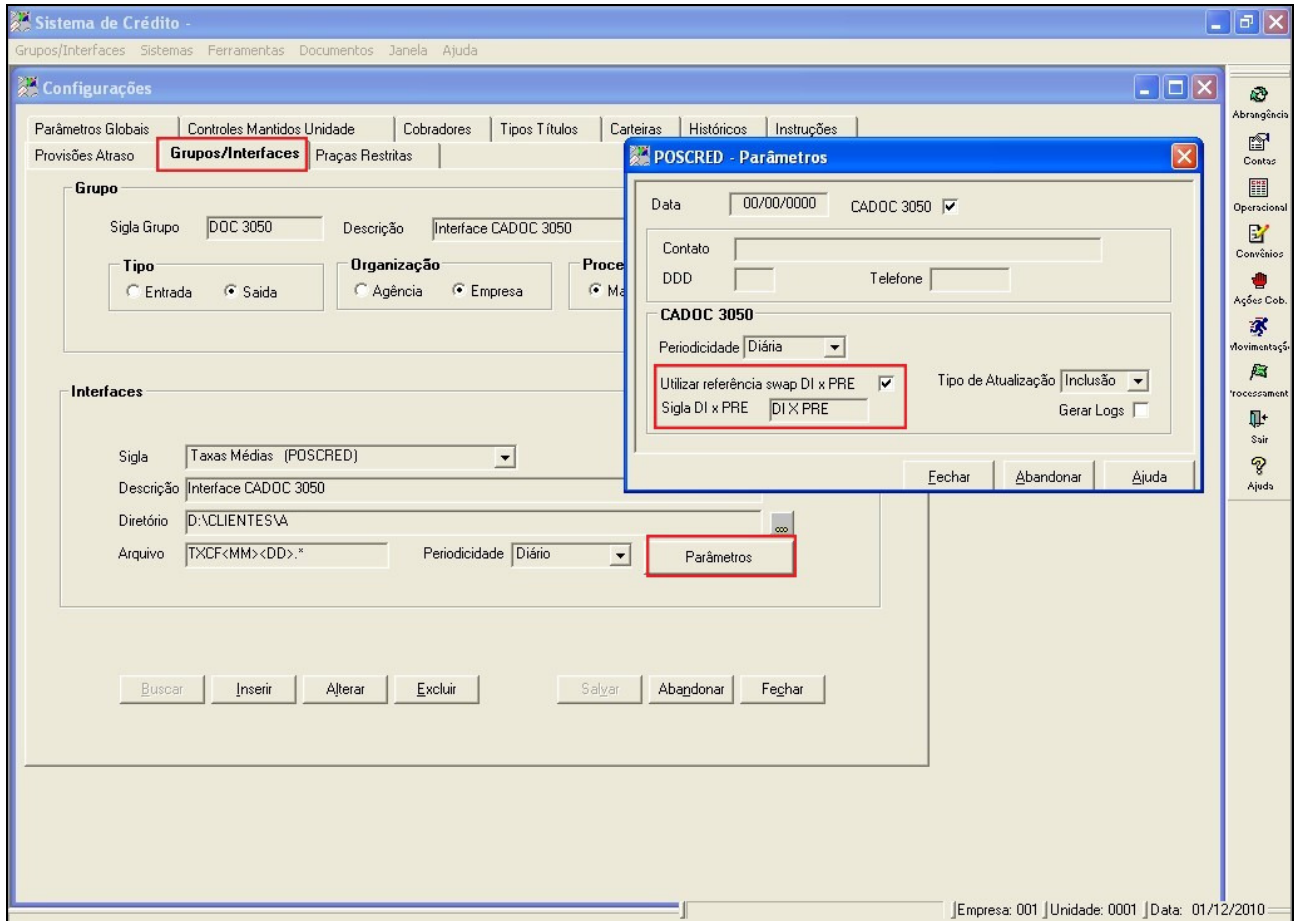 Sistema de Crédito -
Grupos/Interfaces Sistemas Ferramentas Documentos Janela Ajuda
Configurações
Parâmetros Globais Controles Mantidos Unidade Cobradores Tipos Títulos Carteiras Históricos Instruções
Provisões Atraso Grupos/Interfaces Praças Restritas
Grupo
Sigla Grupo DOC 3050 Descrição Interface CADOC 3050
Tipo Organização
Entrada Saida Agência Empresa
Interfaces
Sigla Taxas Médias (POSCRED)
Descrição Interface CADOC 3050
Diretório D:\CLIENTES\A
Arquivo TXCF<MM><DD>.* Periodicidade Diário Parâmetros
Buscar Inserir Alterar Excluir Salvar Abandonar Fechar
POSCRED - Parâmetros
Data 00/00/0000 CADOC 3050
Contato
DDD Telefone
CADOC 3050
Periodicidade Diária
Utilizar referência swap DI x PRE Tipo de Atualização Inclusão
Sigla DI x PRE DI X PRE Gerar Logs
Fechar Abandonar Ajuda
Abrangência
Contas
Operacional
Convênios
Ações Cob.
Movimentaçã
rocessament
Sair
Ajuda
Empresa: 001 Unidade: 0001 Data: 01/12/2010